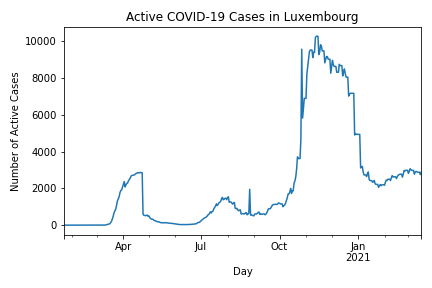 Active COVID-19 Cases in Luxembourg
Number of Active Cases
10000
8000
6000
4000
2000
0
Apr
Jul
Oct
Jan
2021
Day